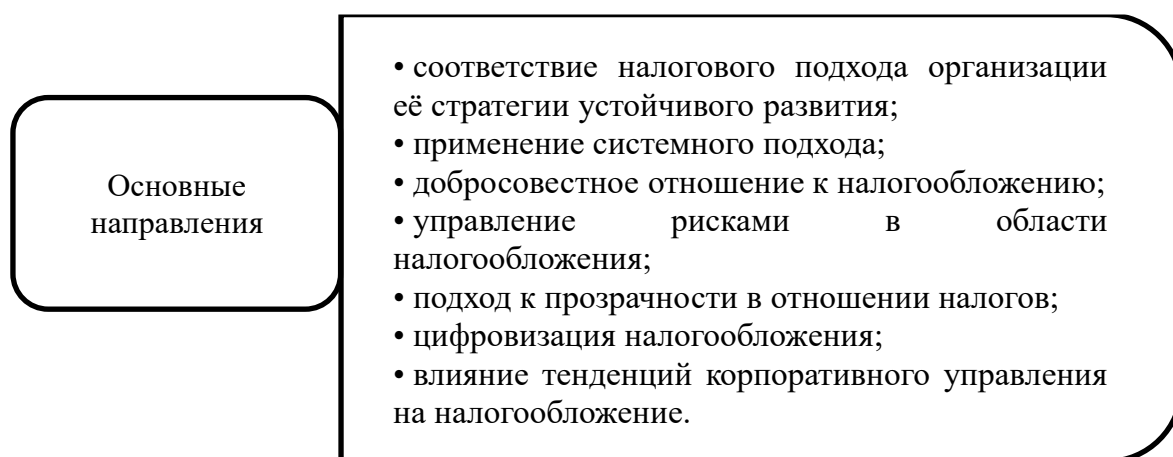 Основные
направления
• соответствие налогового подхода организации
её стратегии устойчивого развития;
• применение системного подхода;
• добросовестное отношение к налогообложению;
• управление рисками в области
налогообложения;
• подход к прозрачности в отношении налогов;
• цифровизация налогообложения;
• влияние тенденций корпоративного управления
на налогообложение.